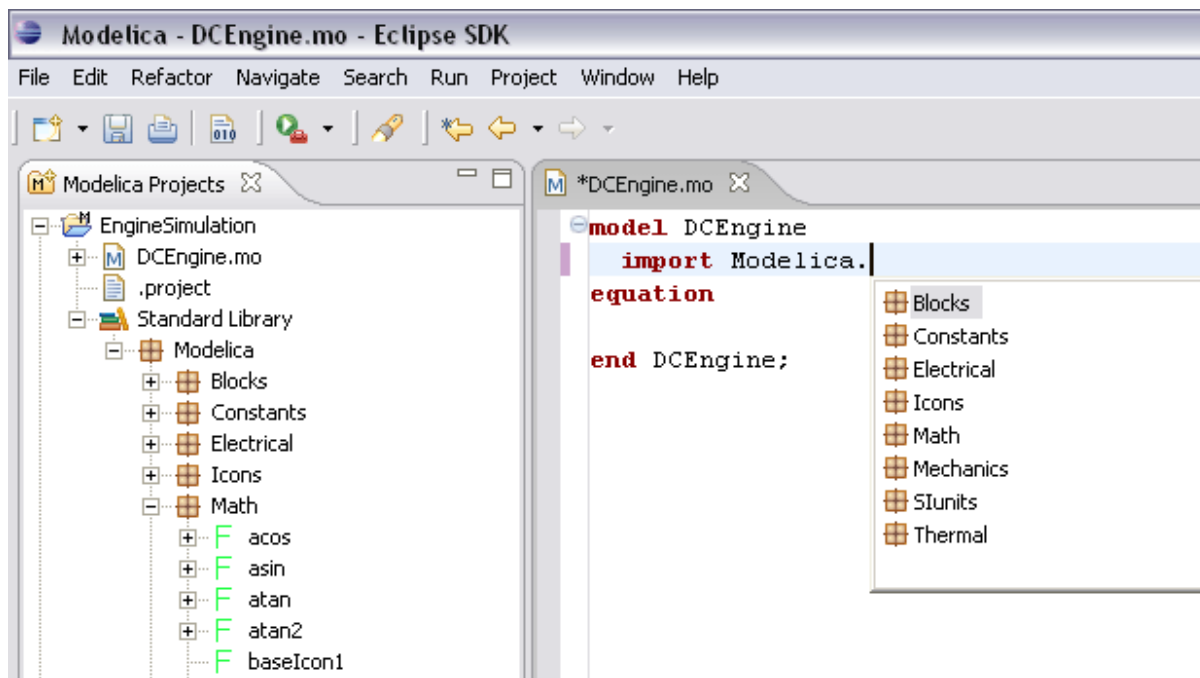 Modelica - DCEngine.mo - Eclipse SDK
File Edit Refactor Navigate Search Run Project Window Help
010
Modelica Projects
EngineSimulation
DCEngine.mo
.project
Standard Library
Modelica
Blocks
Constants
Electrical
Icons
Math
F acos
F asin
F atan
F atan2
F baseIcon1
M *DCEngine.mo
model DCEngine
import Modelica.
equation
end DCEngine;
Blocks
Constants
Electrical
Icons
Math
Mechanics
SIunits
Thermal